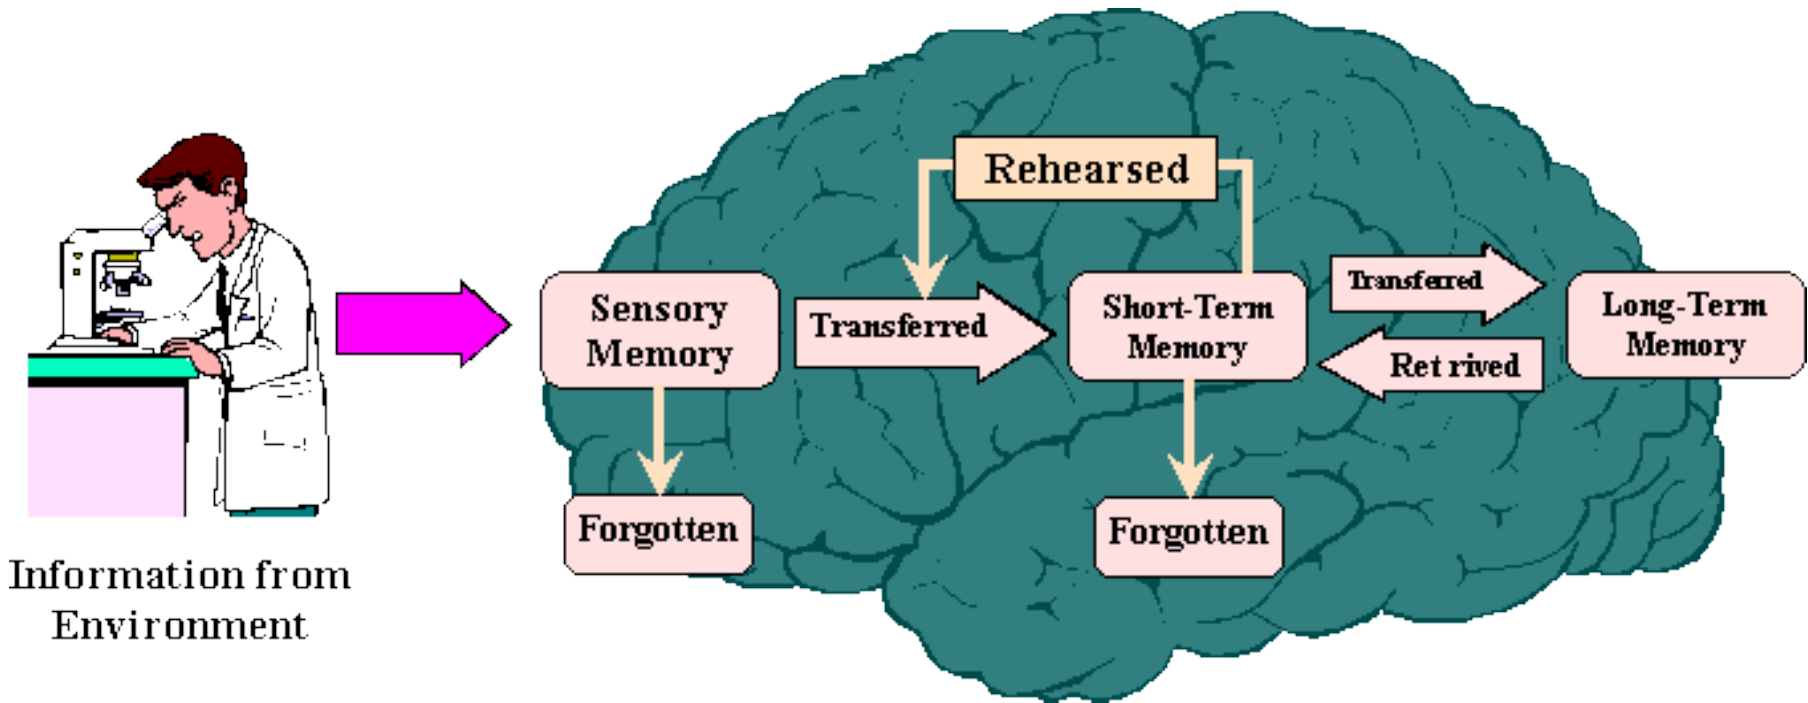 Rehearsed
Sensory
Memory
Transferred
Short-Term
Memory
Transferred
Ret rived
Long-Term
Memory
Forgotten
Forgotten
Information from
Environment